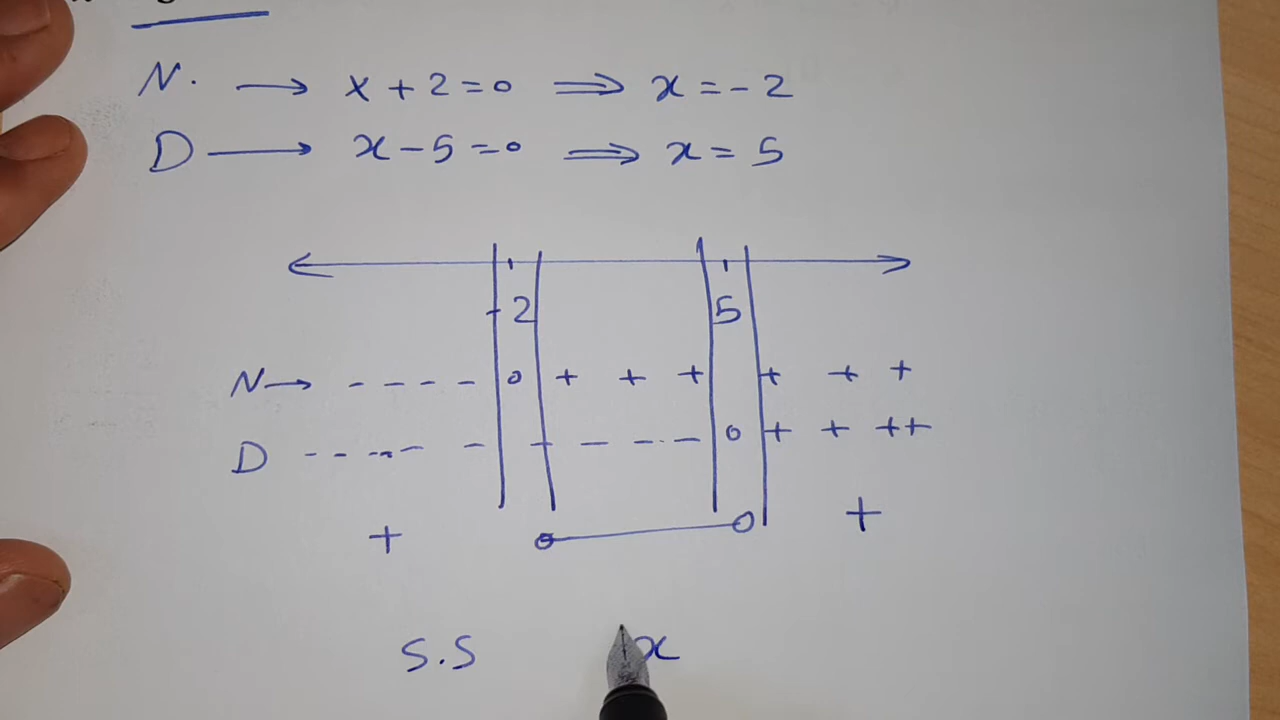 N. → x + 2 = 0 ⟹ x = - 2
D → x - 5 = 0 ⟹ x = 5
- 2 5
N → - - - - - 0 + + + + + +
D - - - - - - - - - - - - 0 + + + +
+ +
S.S x